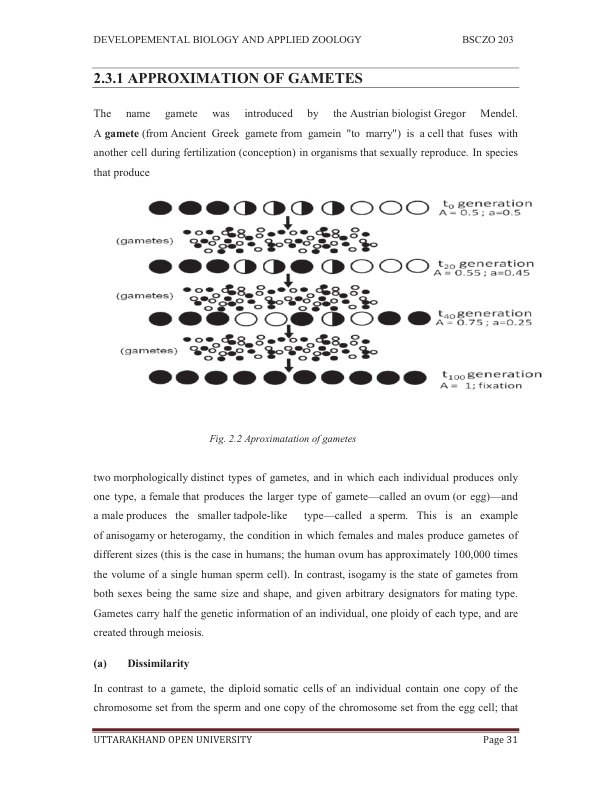 DEVELOPEMENTAL BIOLOGY AND APPLIED ZOOLOGY BSCZO 203
2.3.1 APPROXIMATION OF GAMETES
The name gamete was introduced by the Austrian biologist Gregor Mendel.
A gamete (from Ancient Greek gamete from gamein "to marry") is a cell that fuses with
another cell during fertilization (conception) in organisms that sexually reproduce. In species
that produce
t0 generation
A = 0.5 ; a=0.5
(gametes)
t20 generation
A = 0.55 ; a=0.45
(gametes)
t40 generation
A = 0.75 ; a=0.25
(gametes)
t100 generation
A = 1; fixation
Fig. 2.2 Aproximatation of gametes
two morphologically distinct types of gametes, and in which each individual produces only
one type, a female that produces the larger type of gamete—called an ovum (or egg)—and
a male produces the smaller tadpole-like type—called a sperm. This is an example
of anisogamy or heterogamy, the condition in which females and males produce gametes of
different sizes (this is the case in humans; the human ovum has approximately 100,000 times
the volume of a single human sperm cell). In contrast, isogamy is the state of gametes from
both sexes being the same size and shape, and given arbitrary designators for mating type.
Gametes carry half the genetic information of an individual, one ploidy of each type, and are
created through meiosis.
(a) Dissimilarity
In contrast to a gamete, the diploid somatic cells of an individual contain one copy of the
chromosome set from the sperm and one copy of the chromosome set from the egg cell; that
UTTARAKHAND OPEN UNIVERSITY Page 31